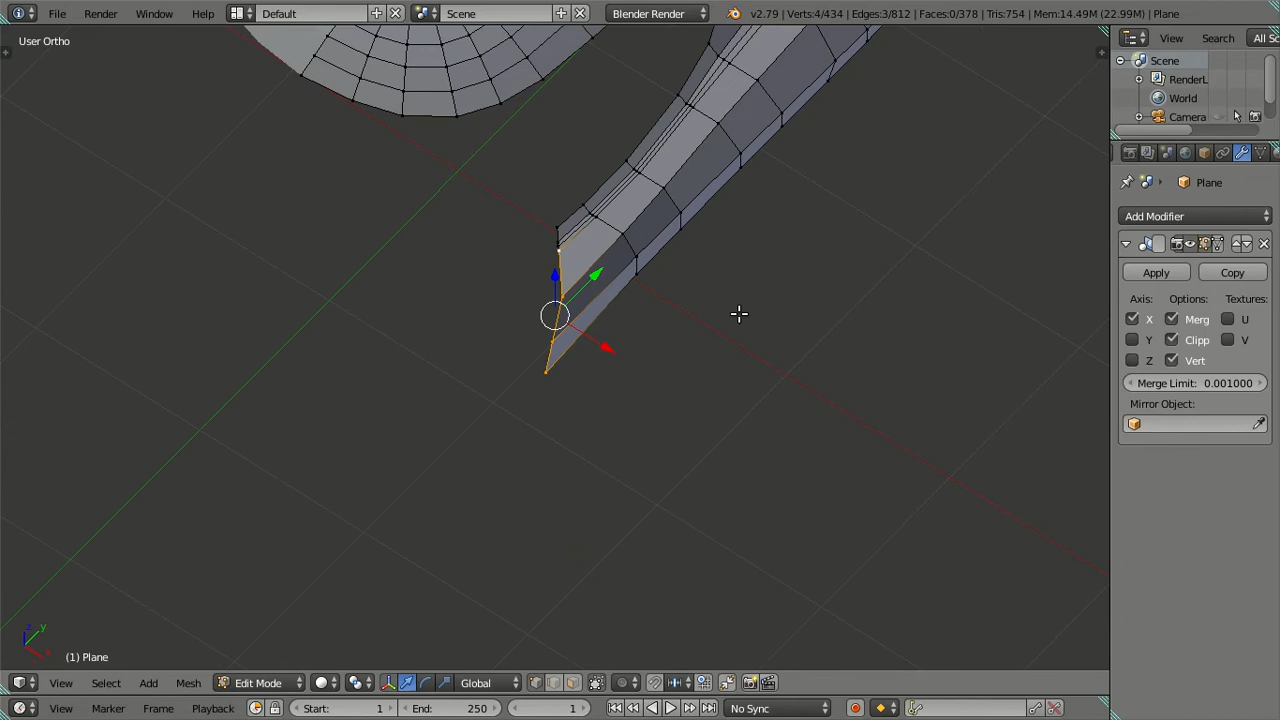 File Render Window Help Default Scene Blender Render v2.79 | Verts:4/434 | Edges:3/812 | Faces:0/378 | Tris:754 | Mem:14.49M (22.99M) | Plane
User Ortho
View Search All Sc
Scene
RenderL
World
Camera
Plane
Add Modifier
Apply Copy
Axis: Options: Textures:
X Merg U
Y Clipp V
Z Vert
Merge Limit: 0.001000
Mirror Object:
z y
x
(1) Plane
View Select Add Mesh Edit Mode Global
View Marker Frame Playback Start: 1 End: 250 1 No Sync